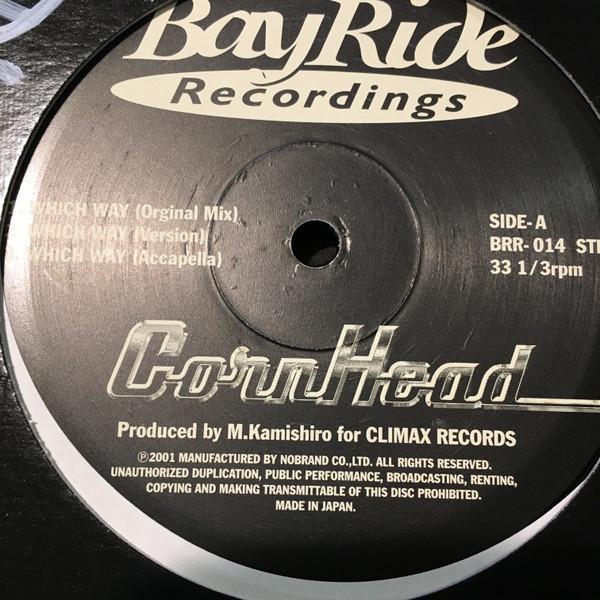 BayRide
Recordings
WHICH WAY (Orginal Mix)
WHICH WAY (Version)
WHICH WAY (Accapella)
SIDE-A
BRR-014
33 1/3rpm
CornHead
Produced by M.Kamishiro for CLIMAX RECORDS
℗2001 MANUFACTURED BY NOBRAND CO.,LTD. ALL RIGHTS RESERVED.
UNAUTHORIZED DUPLICATION, PUBLIC PERFORMANCE, BROADCASTING, RENTING,
COPYING AND MAKING TRANSMITTABLE OF THIS DISC PROHIBITED.
MADE IN JAPAN.